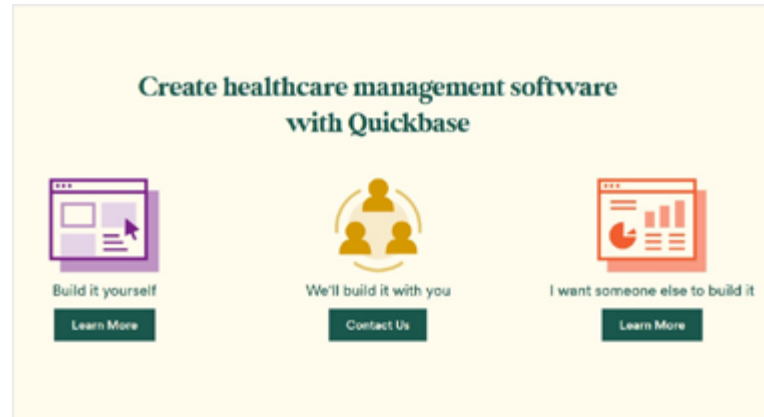 Create healthcare management software
with Quickbase
Build it yourself
We'll build it with you
I want someone else to build it
Learn More
Contact Us
Learn More